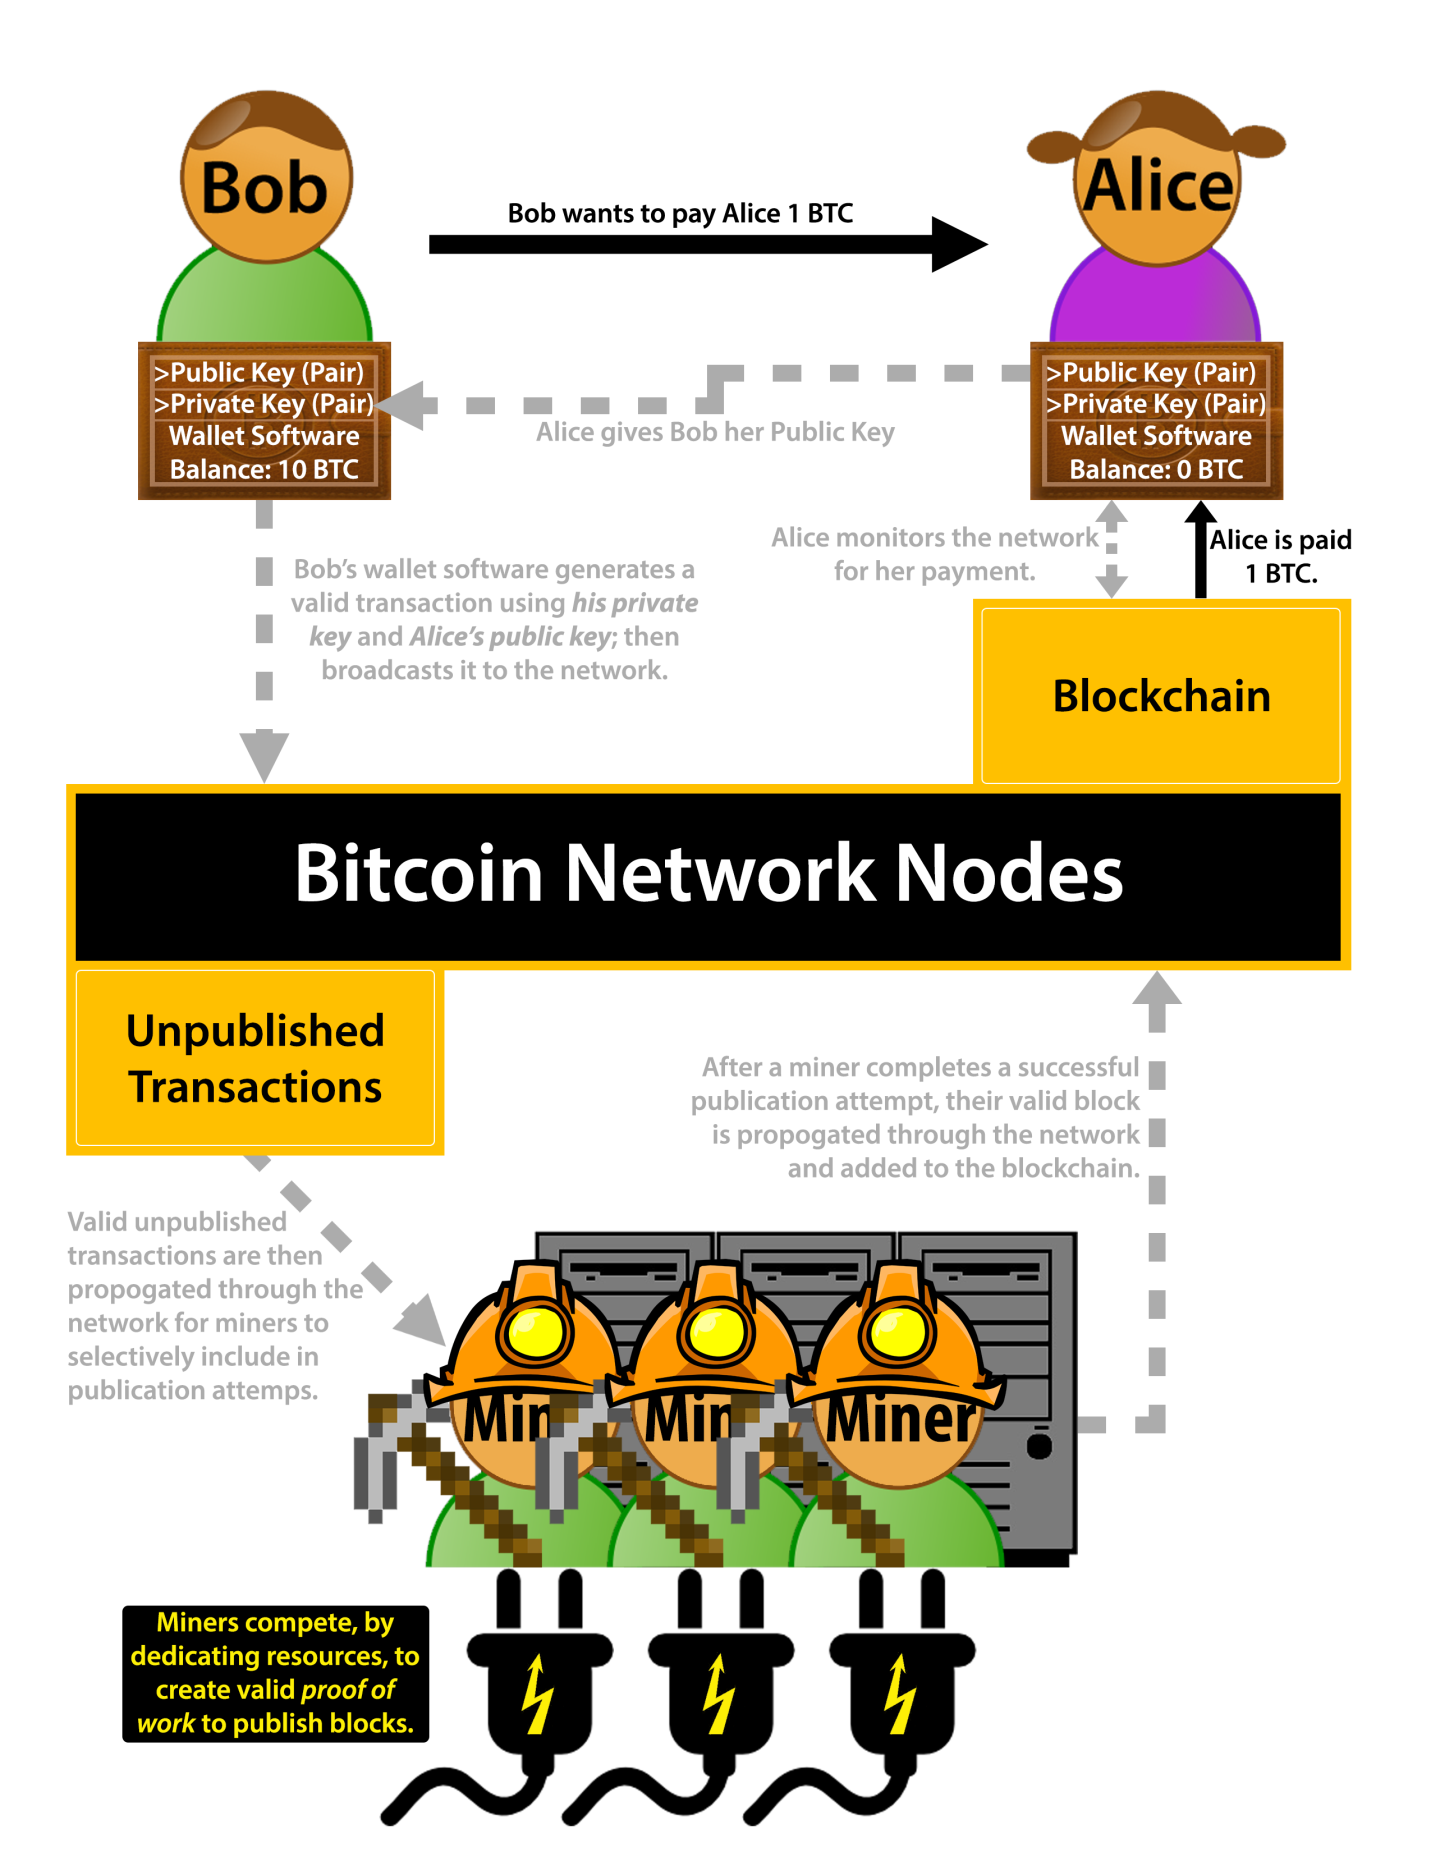 Bob
Alice
Bob wants to pay Alice 1 BTC
>Public Key (Pair)
>Private Key (Pair)
Wallet Software
Balance: 10 BTC
>Public Key (Pair)
>Private Key (Pair)
Wallet Software
Balance: 0 BTC
Alice gives Bob her Public Key
Alice monitors the network
for her payment.
Alice is paid
1 BTC.
Bob's wallet software generates a
valid transaction using his private
key and Alice's public key; then
broadcasts it to the network.
Blockchain
Bitcoin Network Nodes
Unpublished
Transactions
After a miner completes a successful
publication attempt, their valid block
is propogated through the network
and added to the blockchain.
Valid unpublished
transactions are then
propogated through the
network for miners to
selectively include in
publication attemps.
Min
Min
Miner
Miners compete, by
dedicating resources, to
create valid proof of
work to publish blocks.